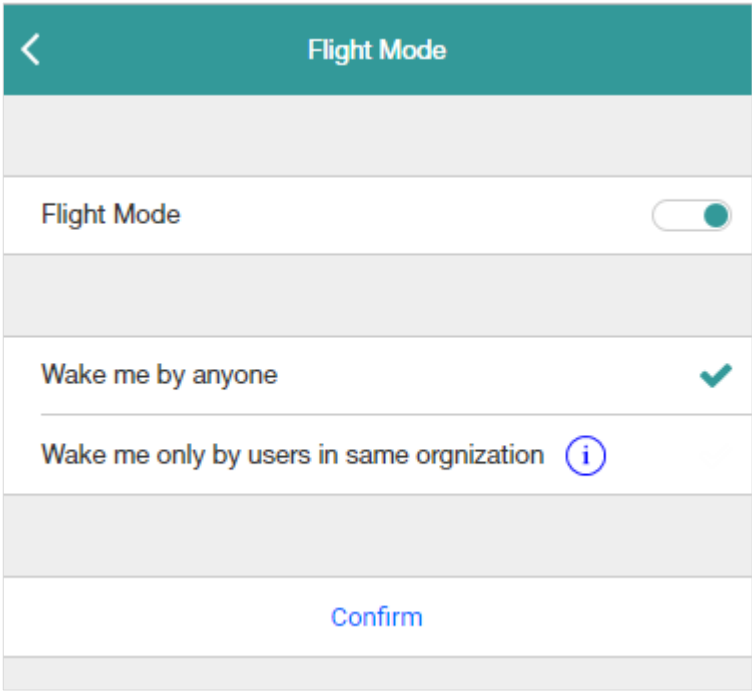 Flight Mode
Flight Mode
Wake me by anyone
Wake me only by users in same orgnization i
Confirm